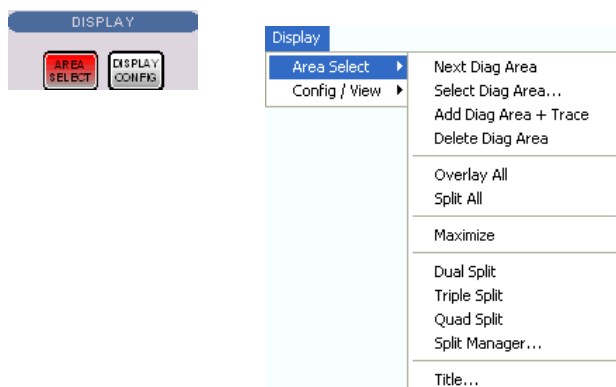 DISPLAY
AREA
SELECT
DISPLAY
CONFIG
Display
Area Select
Config / View
Next Diag Area
Select Diag Area...
Add Diag Area + Trace
Delete Diag Area
Overlay All
Split All
Maximize
Dual Split
Triple Split
Quad Split
Split Manager...
Title...